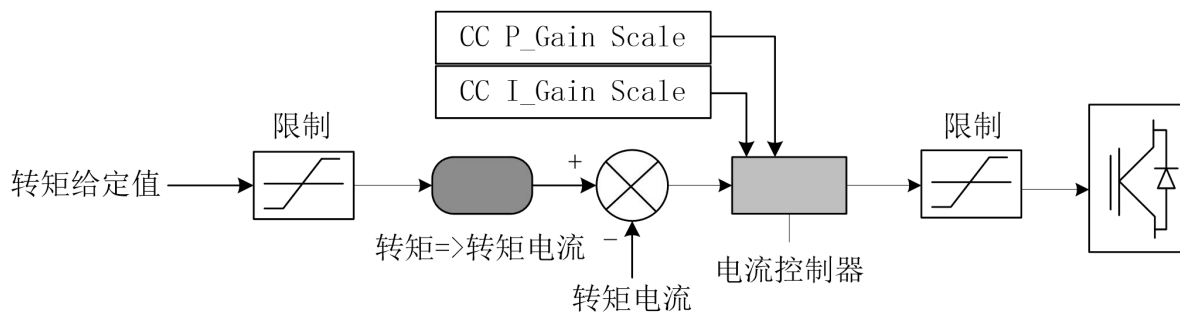 CC P_Gain Scale
CC I_Gain Scale
限制
限制
转矩给定值
+
转矩=>转矩电流
−
电流控制器
转矩电流